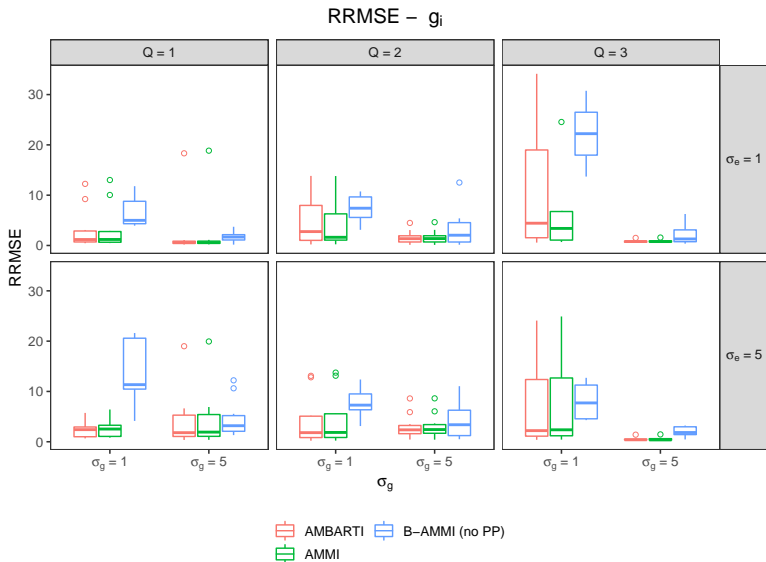 RRMSE − gᵢ
Q = 1
Q = 2
Q = 3
RRMSE
30
20
10
0
σₑ = 1
30
20
10
0
σₑ = 5
σg = 1
σg = 5
σg = 1
σg = 5
σg = 1
σg = 5
σg
AMBARTI
B−AMMI (no PP)
AMMI